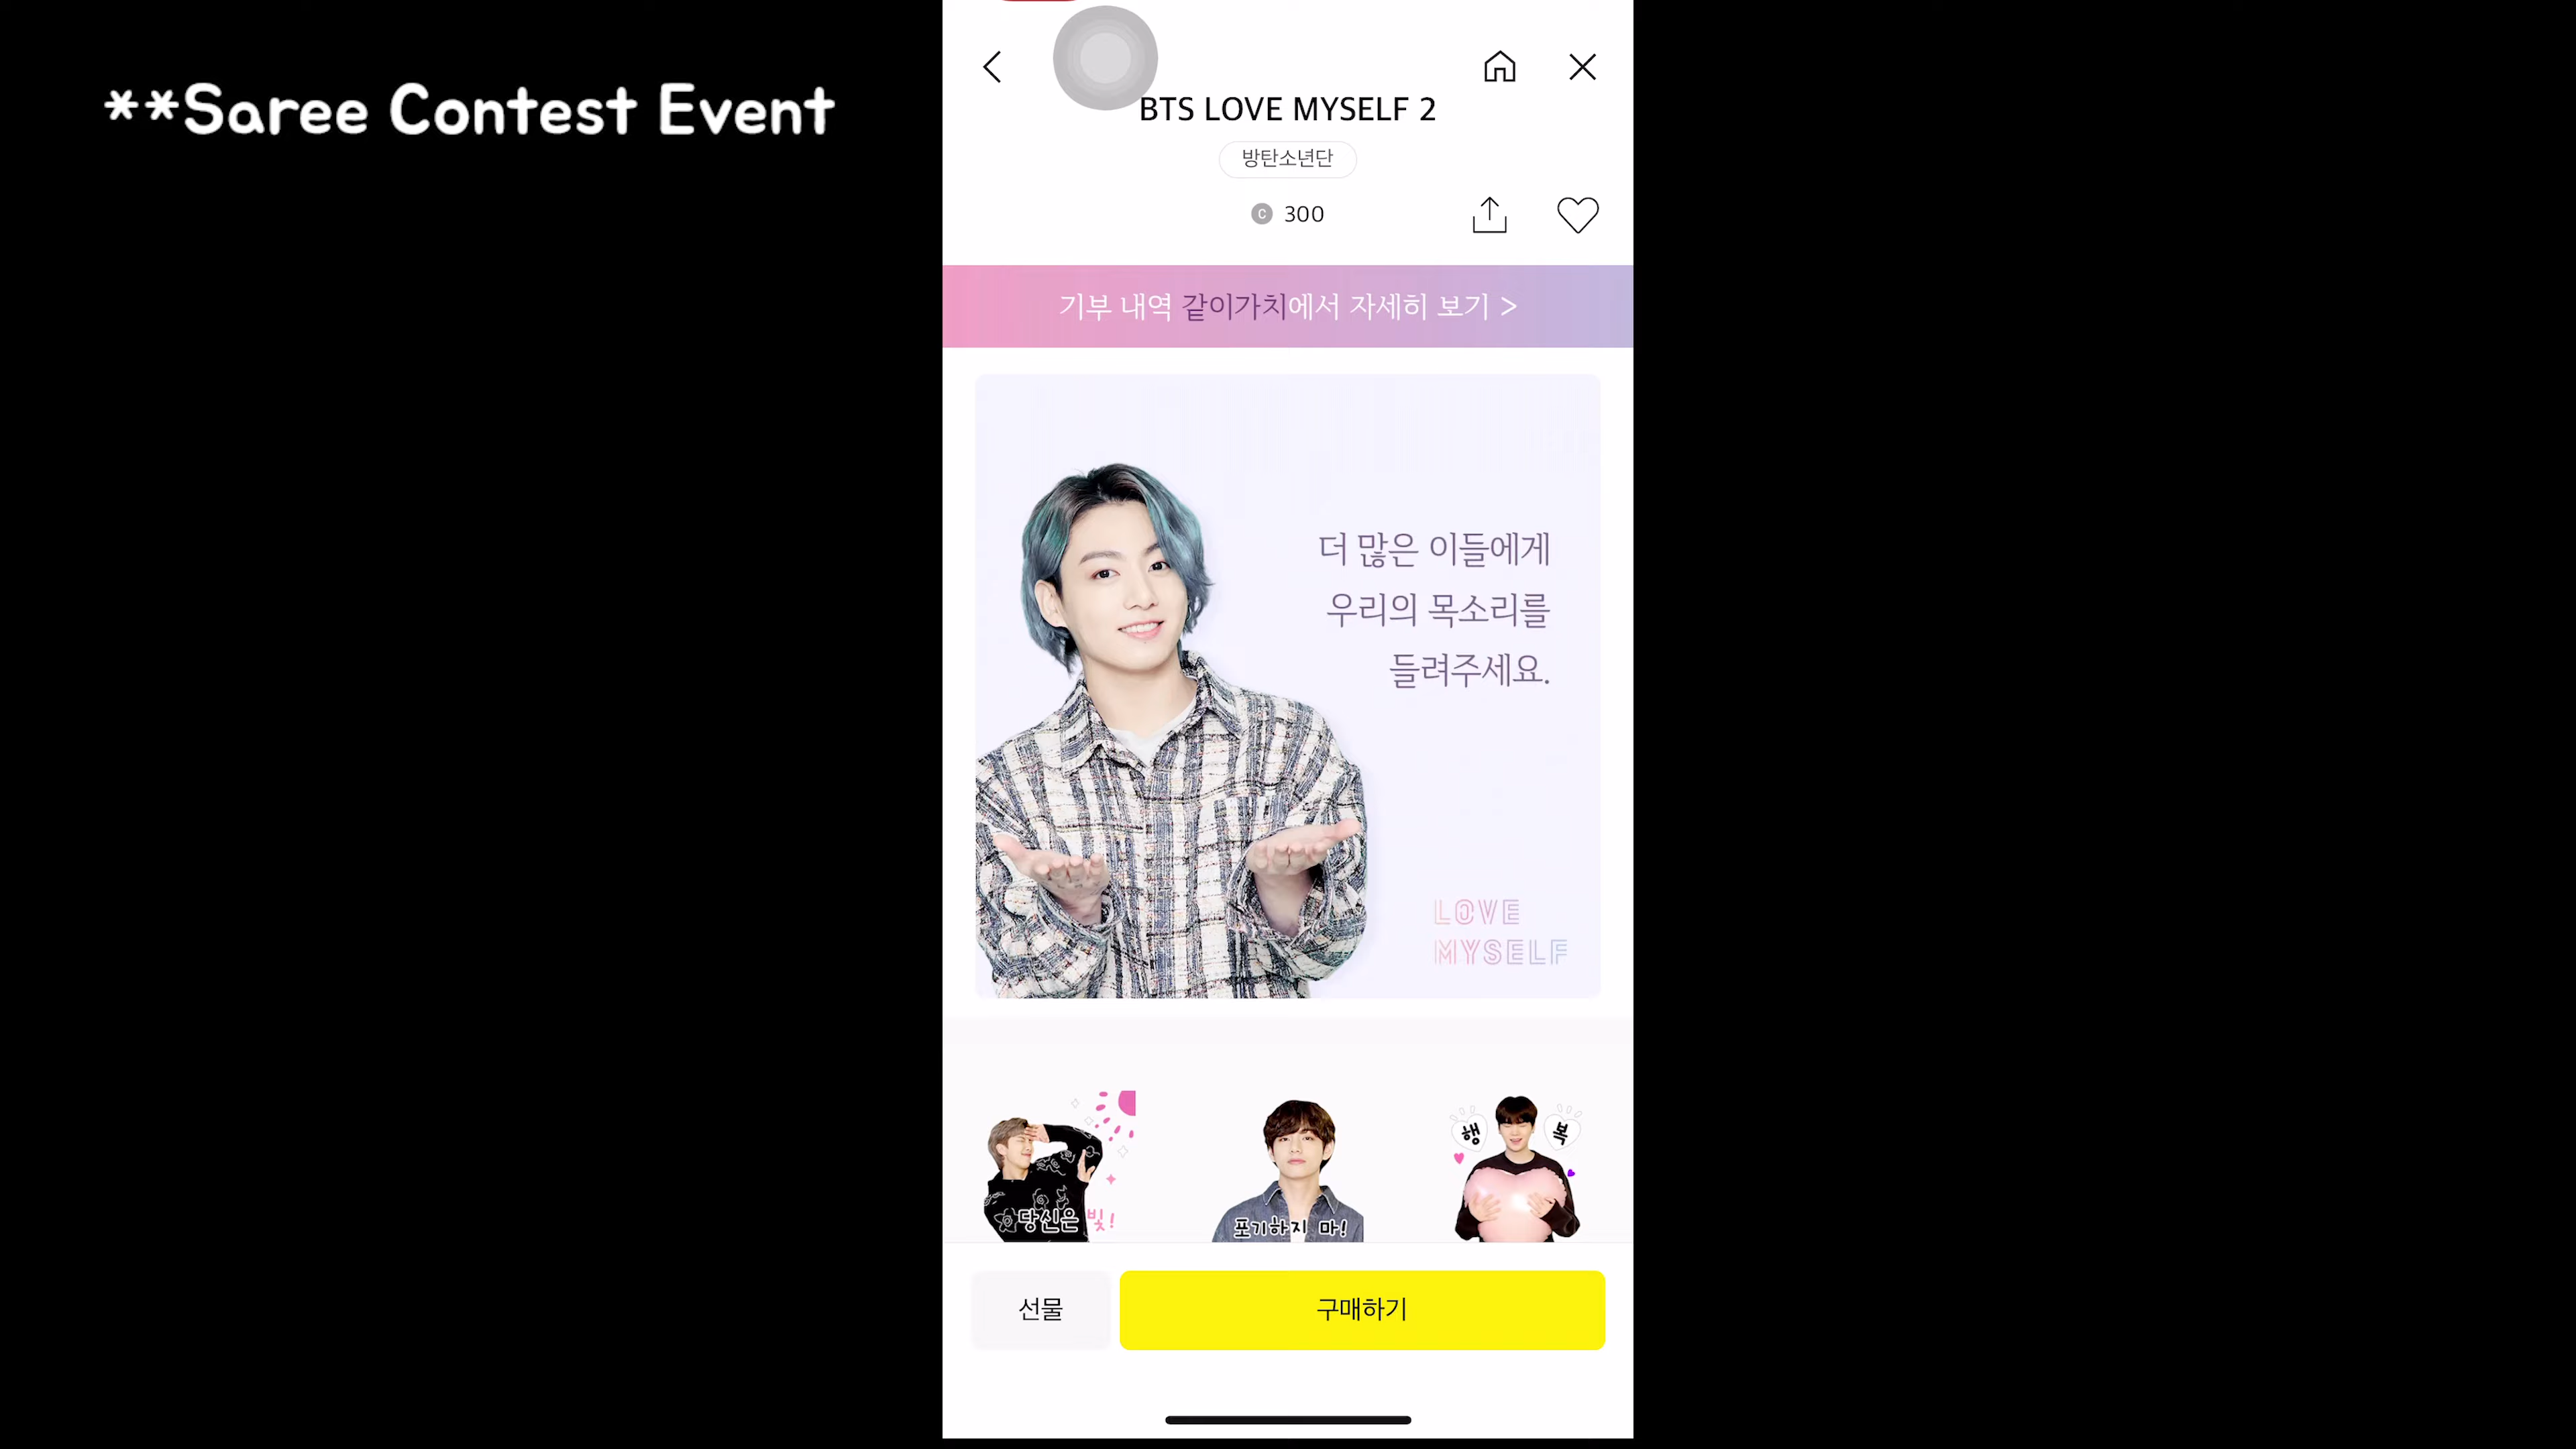 **Saree Contest Event
BTS LOVE MYSELF 2
방탄소년단
C 300
기부 내역 같이가치에서 자세히 보기 >
더 많은 이들에게
우리의 목소리를
들려주세요.
LOVE
MYSELF
당신은 빛!
포기하지 마!
행 복
선물
구매하기